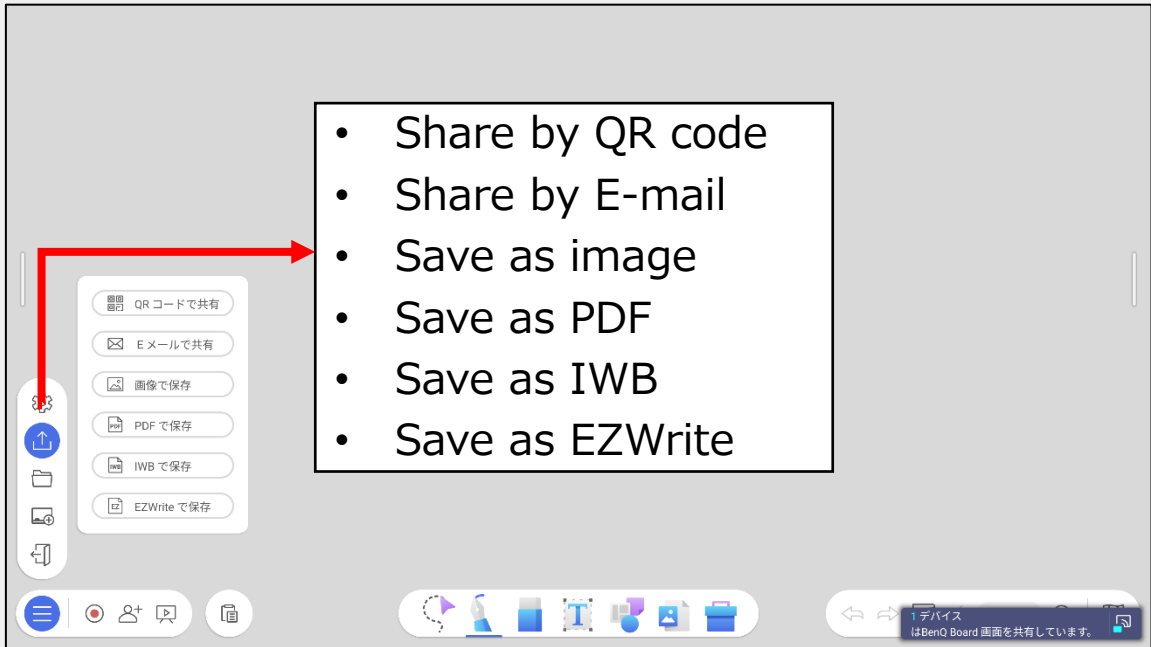 • Share by QR code
• Share by E-mail
• Save as image
• Save as PDF
• Save as IWB
• Save as EZWrite
QR コードで共有
E メールで共有
画像で保存
PDF PDF で保存
IWB IWB で保存
EZ EZWrite で保存
T
1 デバイス
はBenQ Board 画面を共有しています。